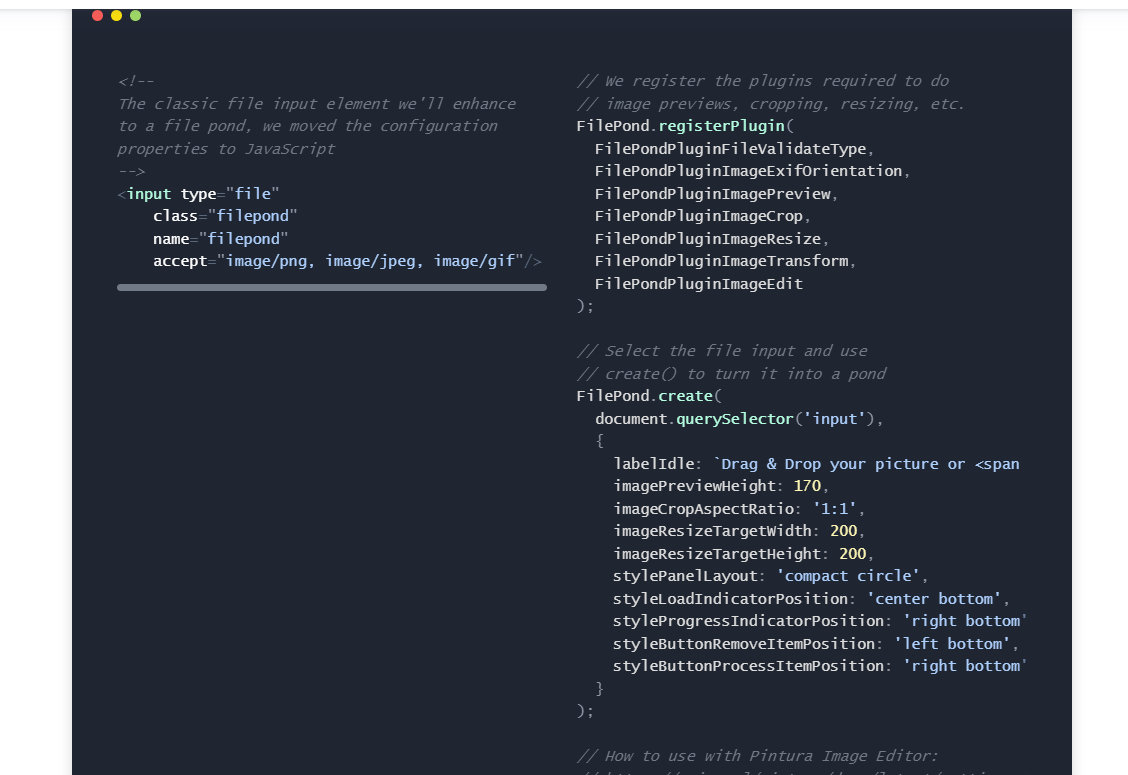 <!--
The classic file input element we'll enhance
to a file pond, we moved the configuration
properties to JavaScript
-->
<input type="file"
class="filepond"
name="filepond"
accept="image/png, image/jpeg, image/gif"/>
// We register the plugins required to do
// image previews, cropping, resizing, etc.
FilePond.registerPlugin(
FilePondPluginFileValidateType,
FilePondPluginImageExifOrientation,
FilePondPluginImagePreview,
FilePondPluginImageCrop,
FilePondPluginImageResize,
FilePondPluginImageTransform,
FilePondPluginImageEdit
);
// Select the file input and use
// create() to turn it into a pond
FilePond.create(
document.querySelector('input'),
{
labelIdle: `Drag & Drop your picture or <span
imagePreviewHeight: 170,
imageCropAspectRatio: '1:1',
imageResizeTargetWidth: 200,
imageResizeTargetHeight: 200,
stylePanelLayout: 'compact circle',
styleLoadIndicatorPosition: 'center bottom',
styleProgressIndicatorPosition: 'right bottom'
styleButtonRemoveItemPosition: 'left bottom',
styleButtonProcessItemPosition: 'right bottom'
}
);
// How to use with Pintura Image Editor: